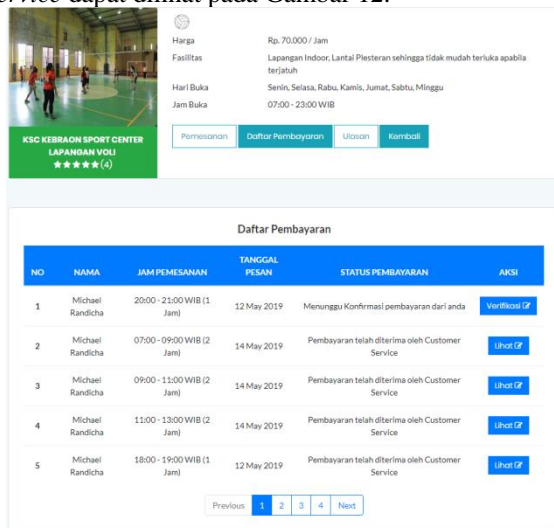 service dapat dilihat pada Gambar 12.
Harga Rp. 70.000 / Jam
Fasilitas Lapangan Indoor, Lantai Plesteran sehingga tidak mudah terluka apabila
terjatuh
Hari Buka Senin, Selasa, Rabu, Kamis, Jumat, Sabtu, Minggu
Jam Buka 07:00 - 23:00 WIB
KSC KEBRAON SPORT CENTER
LAPANGAN VOLI
★★★★★(4)
Pemesanan Daftar Pembayaran Ulasan Kembali
Daftar Pembayaran
NO NAMA JAM PEMESANAN TANGGAL PESAN STATUS PEMBAYARAN AKSI
1 Michael Randicha 20:00 - 21:00 WIB (1 Jam) 12 May 2019 Menunggu Konfirmasi pembayaran dari anda Verifikasi
2 Michael Randicha 07:00 - 09:00 WIB (2 Jam) 14 May 2019 Pembayaran telah diterima oleh Customer Service Lihat
3 Michael Randicha 09:00 - 11:00 WIB (2 Jam) 14 May 2019 Pembayaran telah diterima oleh Customer Service Lihat
4 Michael Randicha 11:00 - 13:00 WIB (2 Jam) 14 May 2019 Pembayaran telah diterima oleh Customer Service Lihat
5 Michael Randicha 18:00 - 19:00 WIB (1 Jam) 12 May 2019 Pembayaran telah diterima oleh Customer Service Lihat
Previous 1 2 3 4 Next